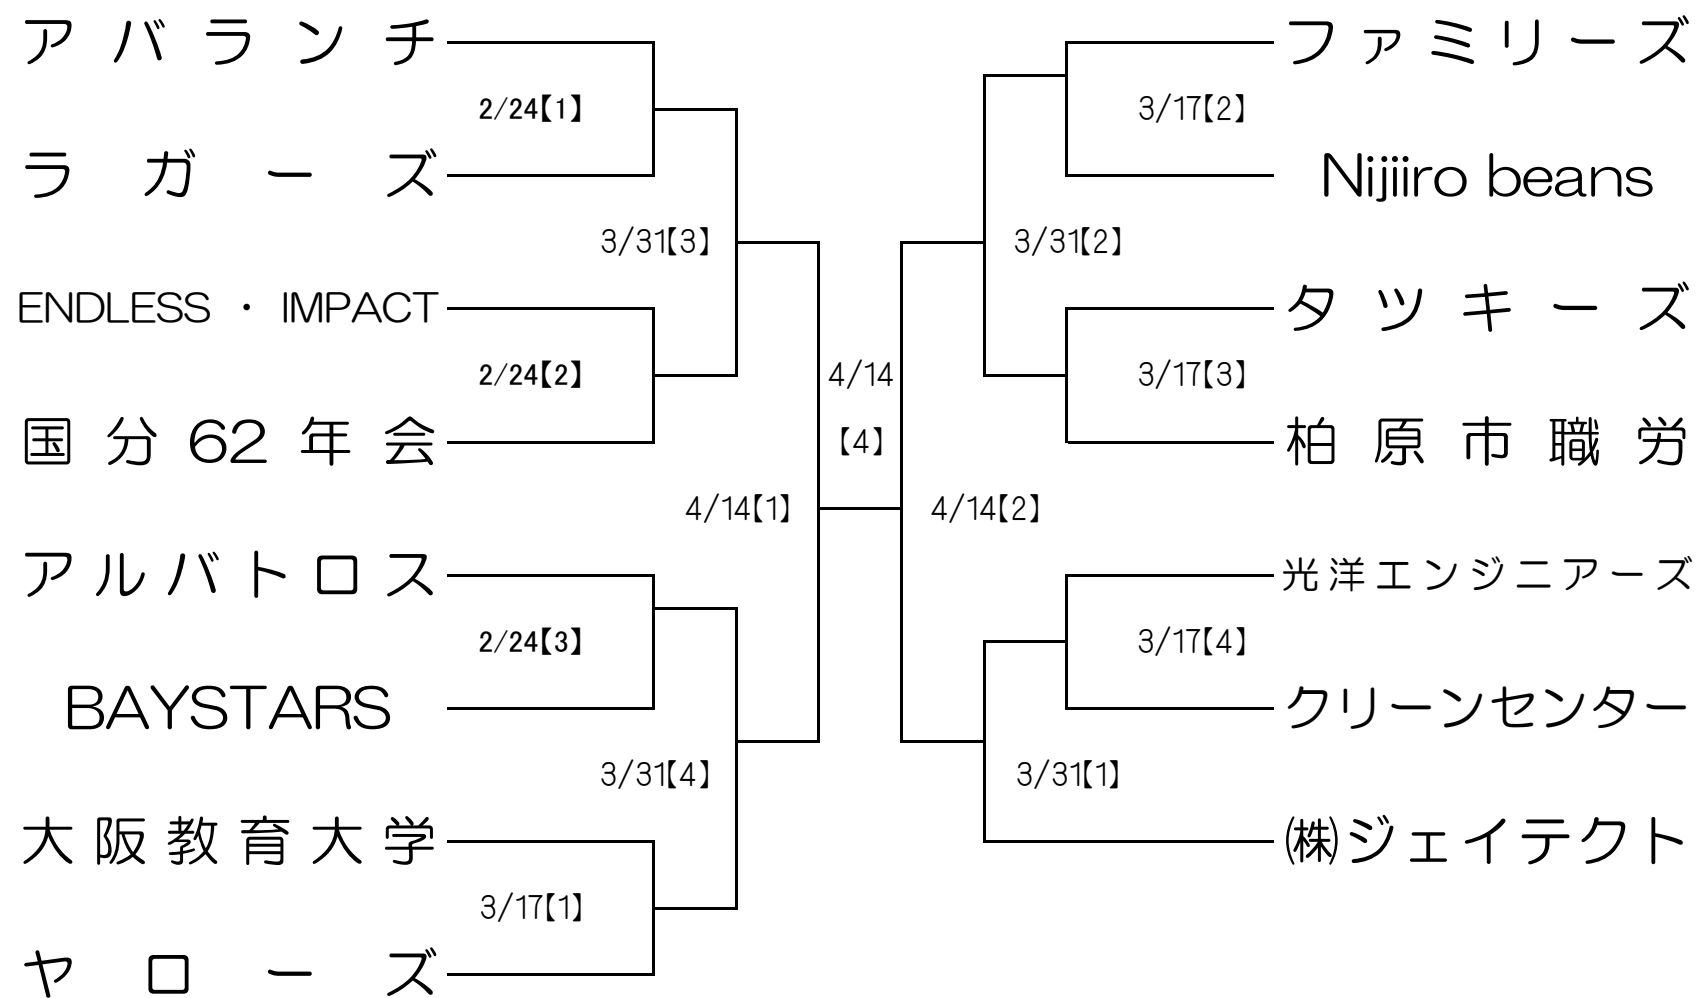 アバランチ
2/24【1】
ラガーズ
3/31【3】
ENDLESS ・ IMPACT
2/24【2】
国分62年会
4/14【1】
アルバトロス
2/24【3】
BAYSTARS
3/31【4】
大阪教育大学
3/17【1】
ヤローズ
4/14
【4】
ファミリーズ
3/17【2】
Nijiiro beans
3/31【2】
タツキーズ
3/17【3】
柏原市職労
4/14【2】
光洋エンジニアーズ
3/17【4】
クリーンセンター
3/31【1】
㈱ジェイテクト